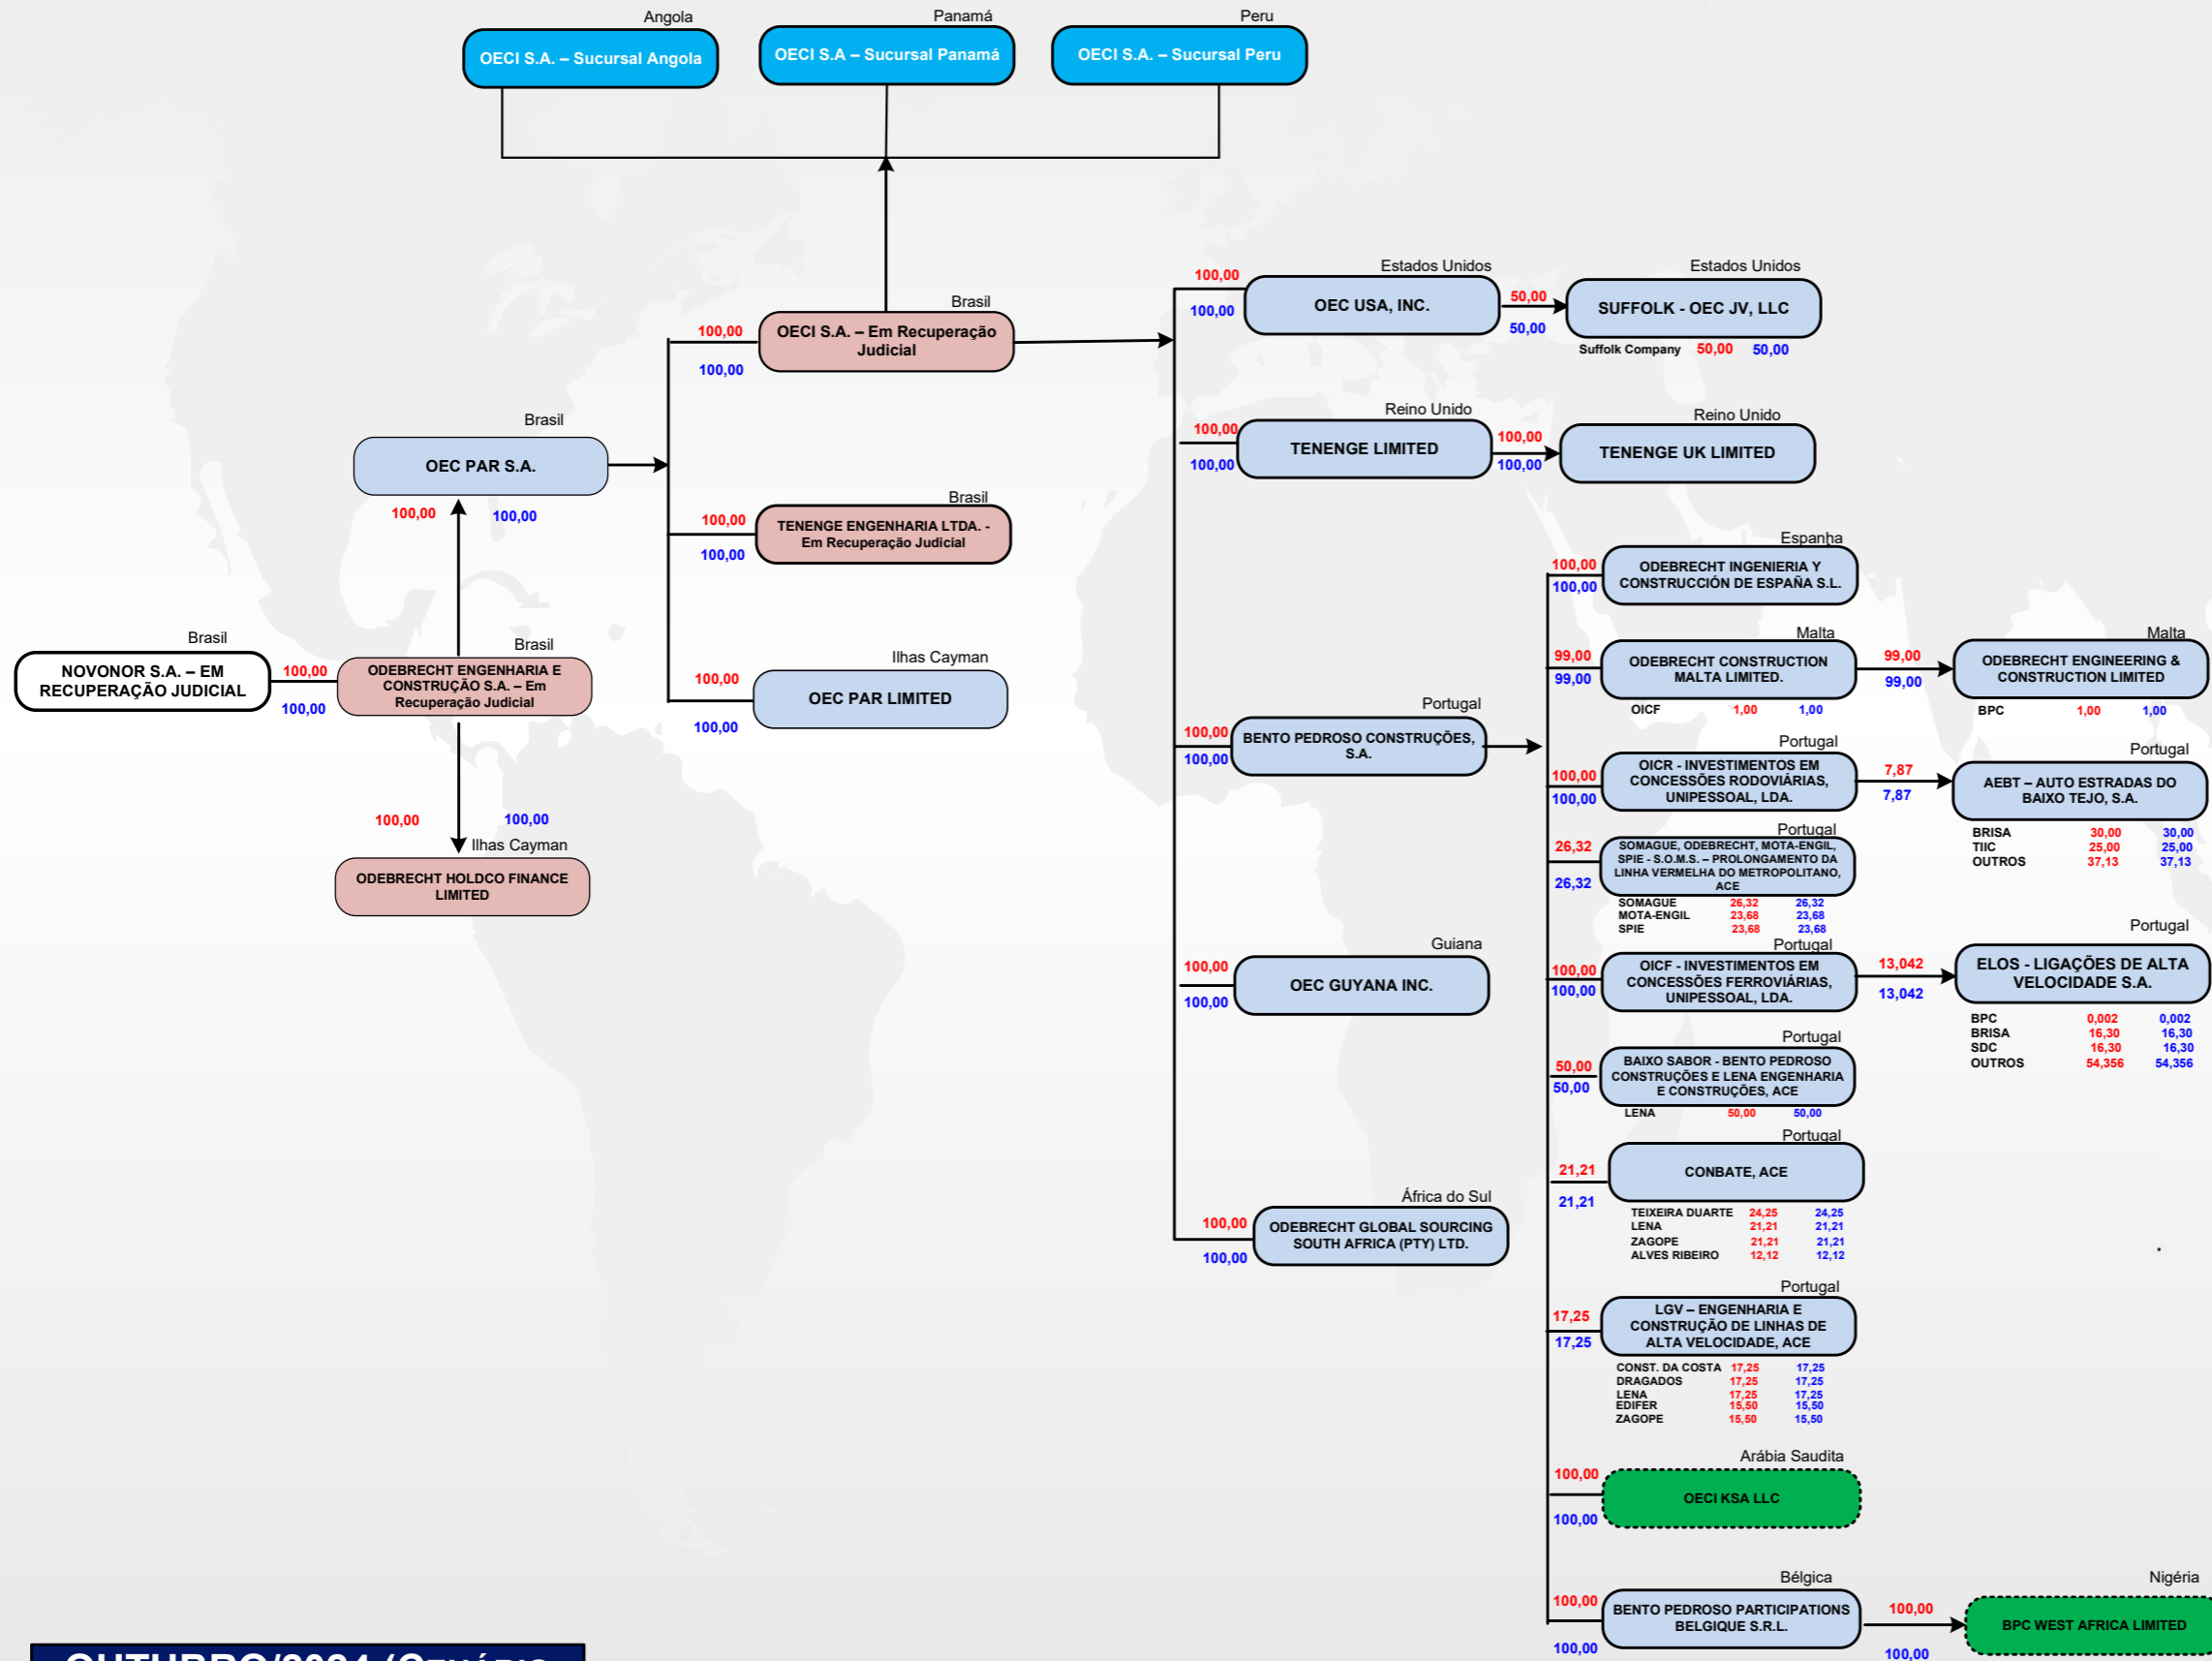 Angola
OECI S.A. – Sucursal Angola
Panamá
OECI S.A – Sucursal Panamá
Peru
OECI S.A. – Sucursal Peru
Brasil
NOVONOR S.A. – EM
RECUPERAÇÃO JUDICIAL
100,00
100,00
Brasil
ODEBRECHT ENGENHARIA E
CONSTRUÇÃO S.A. – Em
Recuperação Judicial
Brasil
OEC PAR S.A.
100,00
100,00
100,00
100,00
Ilhas Cayman
ODEBRECHT HOLDCO FINANCE
LIMITED
100,00
100,00
Brasil
OECI S.A. – Em Recuperação
Judicial
100,00
100,00
Brasil
TENENGE ENGENHARIA LTDA. -
Em Recuperação Judicial
100,00
100,00
Ilhas Cayman
OEC PAR LIMITED
100,00
100,00
Estados Unidos
OEC USA, INC.
50,00
50,00
Estados Unidos
SUFFOLK - OEC JV, LLC
Suffolk Company 50,00 50,00
100,00
100,00
Reino Unido
TENENGE LIMITED
100,00
100,00
Reino Unido
TENENGE UK LIMITED
100,00
100,00
Portugal
BENTO PEDROSO CONSTRUÇÕES,
S.A.
100,00
100,00
Guiana
OEC GUYANA INC.
100,00
100,00
África do Sul
ODEBRECHT GLOBAL SOURCING
SOUTH AFRICA (PTY) LTD.
100,00
100,00
Espanha
ODEBRECHT INGENIERIA Y
CONSTRUCCIÓN DE ESPAÑA S.L.
99,00
99,00
Malta
ODEBRECHT CONSTRUCTION
MALTA LIMITED.
OICF 1,00 1,00
99,00
99,00
Malta
ODEBRECHT ENGINEERING &
CONSTRUCTION LIMITED
BPC 1,00 1,00
100,00
100,00
Portugal
OICR - INVESTIMENTOS EM
CONCESSÕES RODOVIÁRIAS,
UNIPESSOAL, LDA.
7,87
7,87
Portugal
AEBT – AUTO ESTRADAS DO
BAIXO TEJO, S.A.
BRISA 30,00 30,00
TIIC 25,00 25,00
OUTROS 37,13 37,13
26,32
26,32
Portugal
SOMAGUE, ODEBRECHT, MOTA-ENGIL,
SPIE - S.O.M.S. – PROLONGAMENTO DA
LINHA VERMELHA DO METROPOLITANO,
ACE
SOMAGUE 26,32 26,32
MOTA-ENGIL 23,68 23,68
SPIE 23,68 23,68
100,00
100,00
Portugal
OICF - INVESTIMENTOS EM
CONCESSÕES FERROVIÁRIAS,
UNIPESSOAL, LDA.
13,042
13,042
Portugal
ELOS - LIGAÇÕES DE ALTA
VELOCIDADE S.A.
BPC 0,002 0,002
BRISA 16,30 16,30
SDC 16,30 16,30
OUTROS 54,356 54,356
50,00
50,00
Portugal
BAIXO SABOR - BENTO PEDROSO
CONSTRUÇÕES E LENA ENGENHARIA
E CONSTRUÇÕES, ACE
LENA 50,00 50,00
21,21
21,21
Portugal
CONBATE, ACE
TEIXEIRA DUARTE 24,25 24,25
LENA 21,21 21,21
ZAGOPE 21,21 21,21
ALVES RIBEIRO 12,12 12,12
17,25
17,25
Portugal
LGV – ENGENHARIA E
CONSTRUÇÃO DE LINHAS DE
ALTA VELOCIDADE, ACE
CONST. DA COSTA 17,25 17,25
DRAGADOS 17,25 17,25
LENA 17,25 17,25
EDIFER 15,50 15,50
ZAGOPE 15,50 15,50
100,00
100,00
Arábia Saudita
OECI KSA LLC
100,00
100,00
Bélgica
BENTO PEDROSO PARTICIPATIONS
BELGIQUE S.R.L.
100,00
100,00
Nigéria
BPC WEST AFRICA LIMITED
OUTUBRO/2024 (CENÁRIO